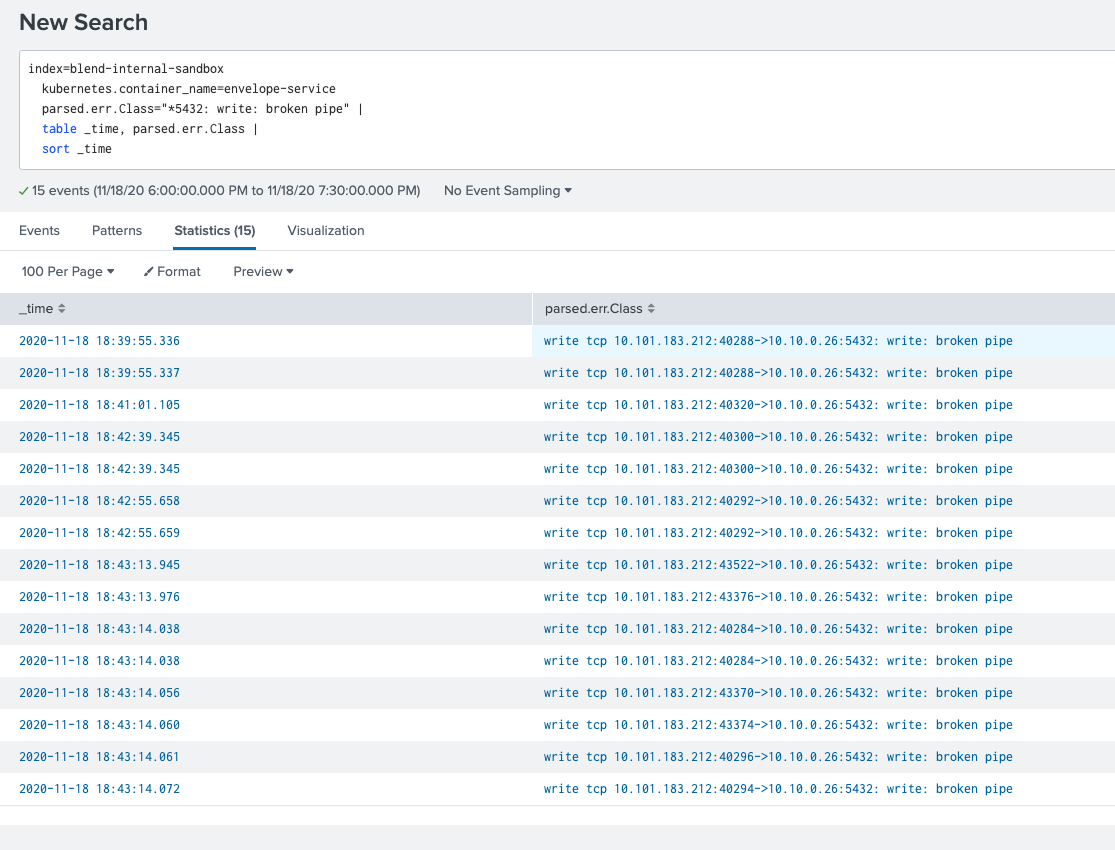 New Search
index=blend-internal-sandbox
kubernetes.container_name=envelope-service
parsed.err.Class="*5432: write: broken pipe" |
table _time, parsed.err.Class |
sort _time
15 events (11/18/20 6:00:00.000 PM to 11/18/20 7:30:00.000 PM) No Event Sampling
Events Patterns Statistics (15) Visualization
100 Per Page Format Preview
_time parsed.err.Class
2020-11-18 18:39:55.336 write tcp 10.101.183.212:40288->10.10.0.26:5432: write: broken pipe
2020-11-18 18:39:55.337 write tcp 10.101.183.212:40288->10.10.0.26:5432: write: broken pipe
2020-11-18 18:41:01.105 write tcp 10.101.183.212:40320->10.10.0.26:5432: write: broken pipe
2020-11-18 18:42:39.345 write tcp 10.101.183.212:40300->10.10.0.26:5432: write: broken pipe
2020-11-18 18:42:39.345 write tcp 10.101.183.212:40300->10.10.0.26:5432: write: broken pipe
2020-11-18 18:42:55.658 write tcp 10.101.183.212:40292->10.10.0.26:5432: write: broken pipe
2020-11-18 18:42:55.659 write tcp 10.101.183.212:40292->10.10.0.26:5432: write: broken pipe
2020-11-18 18:43:13.945 write tcp 10.101.183.212:43522->10.10.0.26:5432: write: broken pipe
2020-11-18 18:43:13.976 write tcp 10.101.183.212:43376->10.10.0.26:5432: write: broken pipe
2020-11-18 18:43:14.038 write tcp 10.101.183.212:40284->10.10.0.26:5432: write: broken pipe
2020-11-18 18:43:14.038 write tcp 10.101.183.212:40284->10.10.0.26:5432: write: broken pipe
2020-11-18 18:43:14.056 write tcp 10.101.183.212:43370->10.10.0.26:5432: write: broken pipe
2020-11-18 18:43:14.060 write tcp 10.101.183.212:43374->10.10.0.26:5432: write: broken pipe
2020-11-18 18:43:14.061 write tcp 10.101.183.212:40296->10.10.0.26:5432: write: broken pipe
2020-11-18 18:43:14.072 write tcp 10.101.183.212:40294->10.10.0.26:5432: write: broken pipe